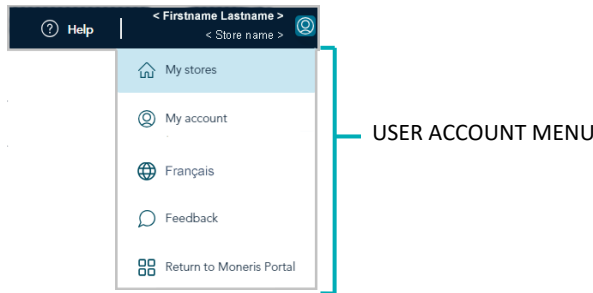 Help
< Firstname Lastname >
< Store name >
My stores
My account
Français
Feedback
Return to Moneris Portal
USER ACCOUNT MENU